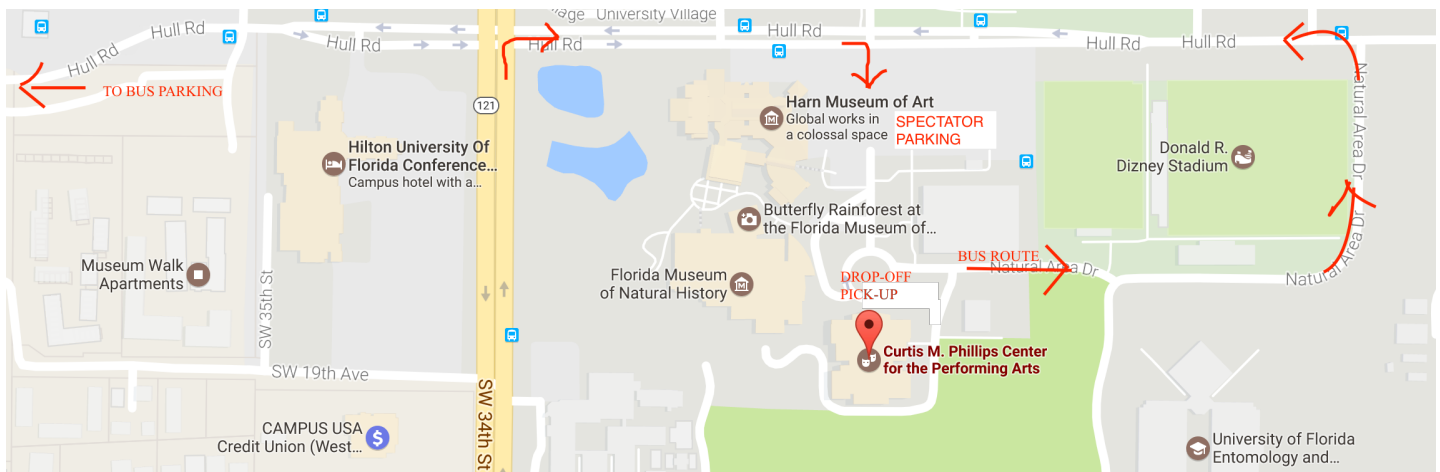 age University Village
Hull Rd
Hull Rd
Hull Rd
Hull Rd
Hull Rd
Hull Rd
Hull Rd
TO BUS PARKING
121
Harn Museum of Art
Global works in
a colossal space
SPECTATOR
PARKING
Hilton University Of
Florida Conference...
Campus hotel with a...
Donald R.
Dizney Stadium
Natural Area Dr
Butterfly Rainforest at
the Florida Museum of...
Museum Walk
Apartments
SW 35th St
Florida Museum
of Natural History
DROP-OFF
PICK-UP
BUS ROUTE
Natural Area Dr
Natural Area Dr
Curtis M. Phillips Center
for the Performing Arts
SW 19th Ave
SW 34th St
CAMPUS USA
Credit Union (West...
$
University of Florida
Entomology and...